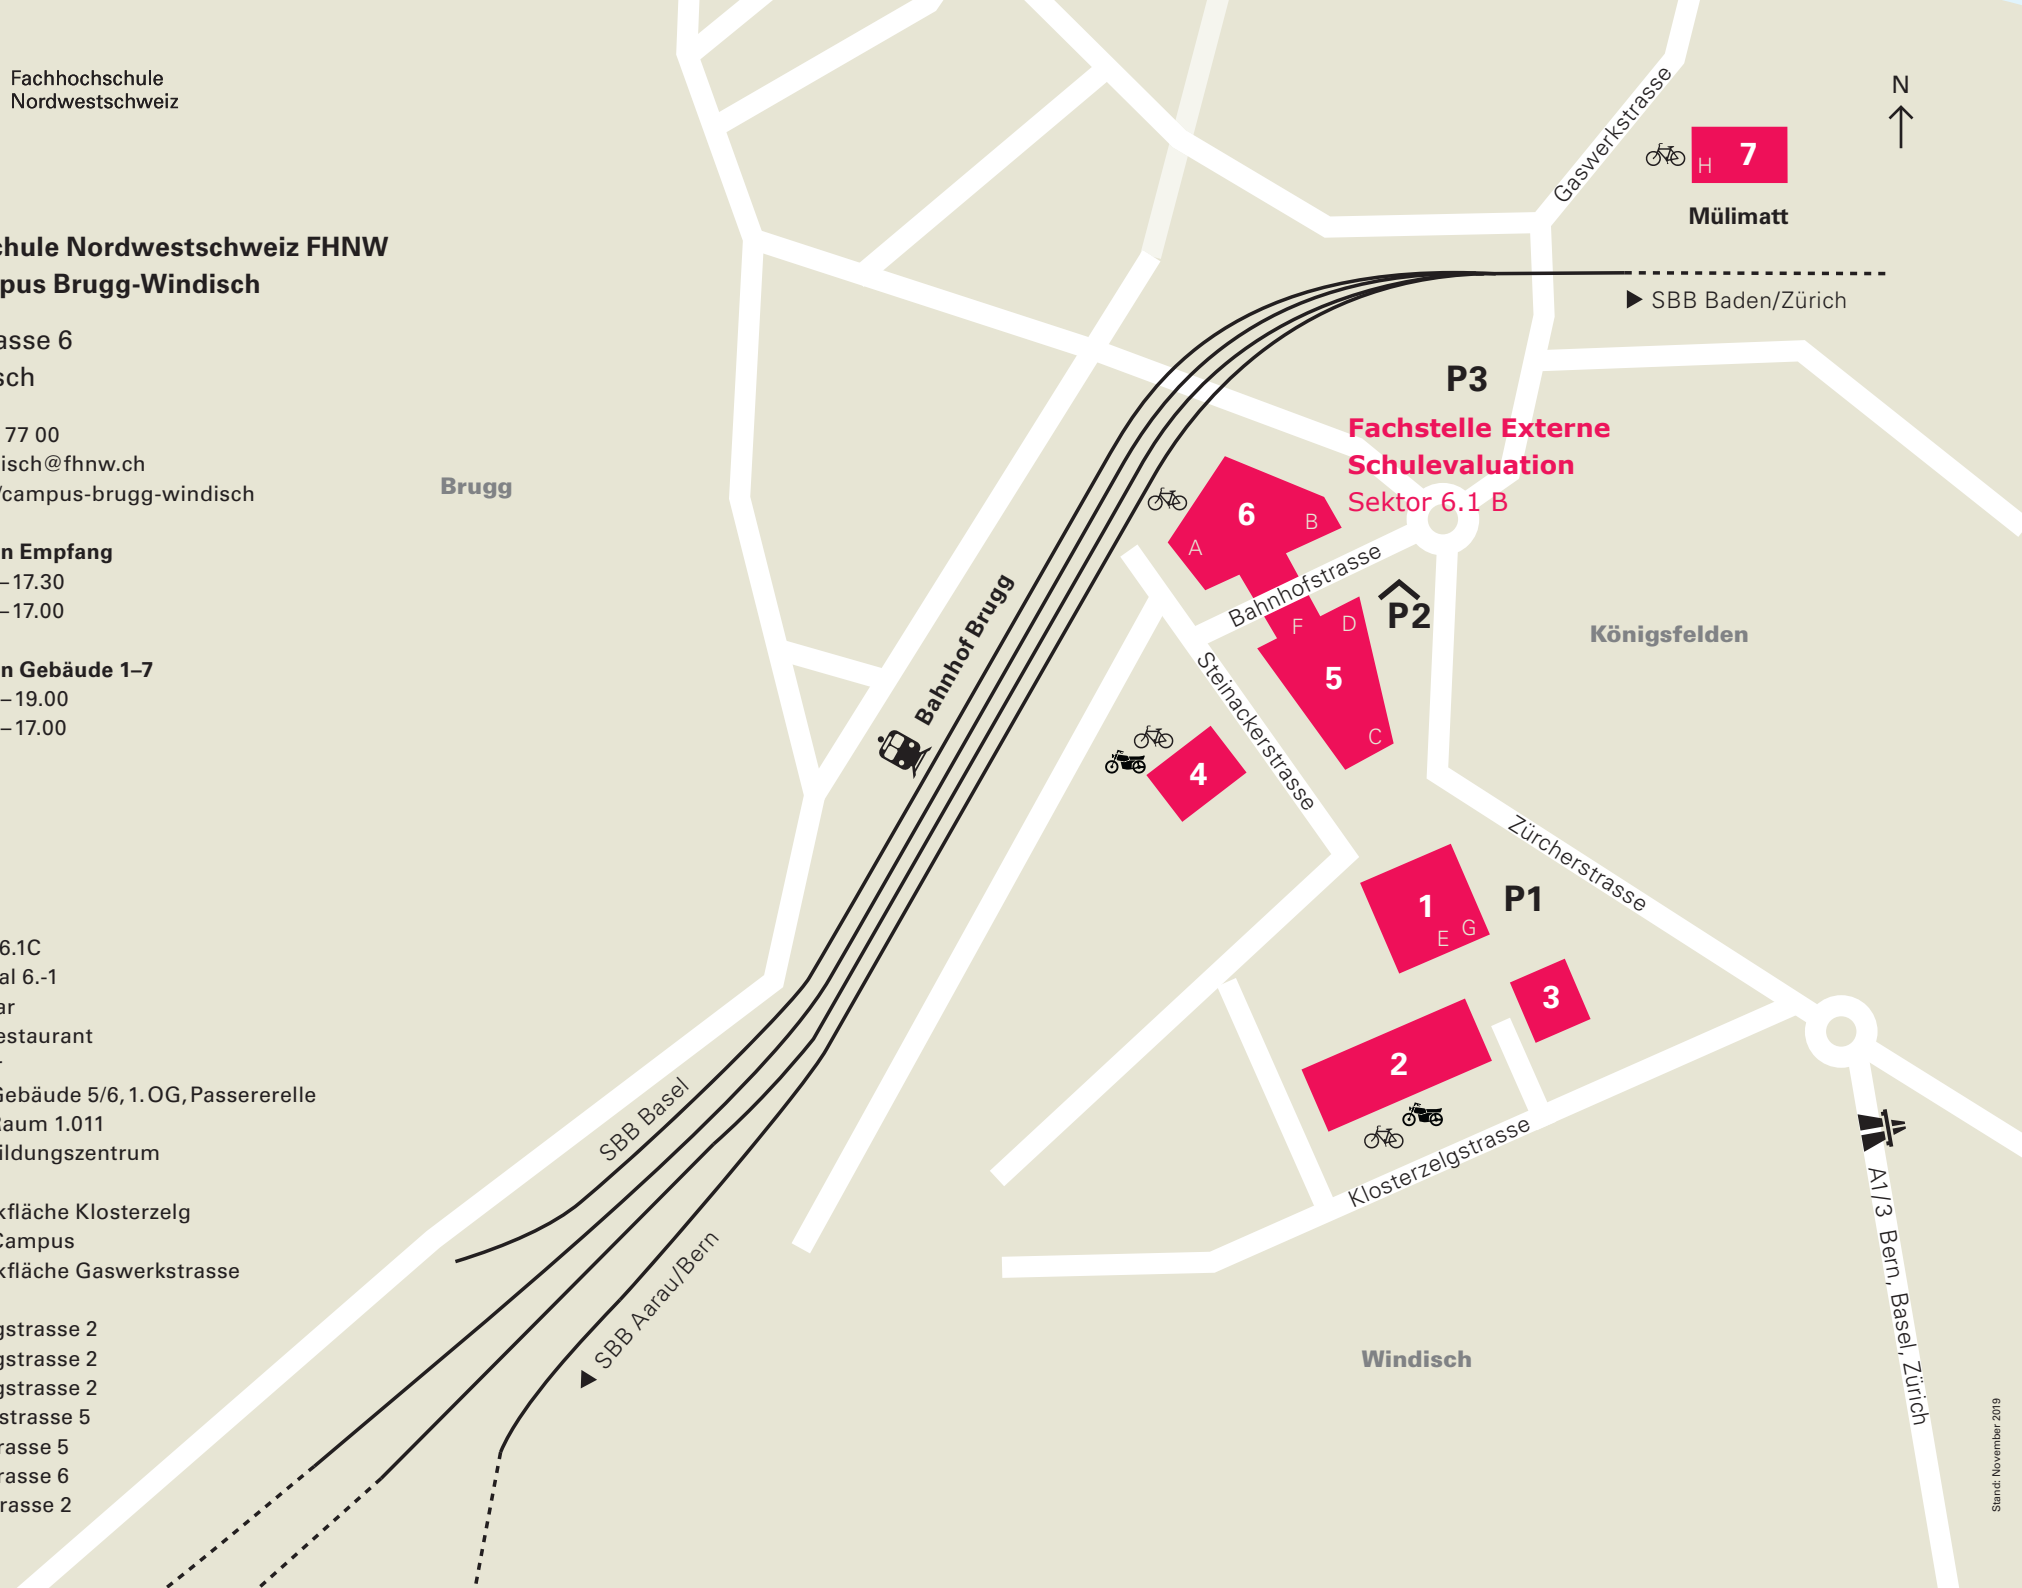 Fachhochschule
Nordwestschweiz
chule Nordwestschweiz FHNW
pus Brugg-Windisch
asse 6
sch
77 00
isch@fhnw.ch
/campus-brugg-windisch
n Empfang
–17.30
–17.00
n Gebäude 1–7
–19.00
–17.00
6.1C
al 6.-1
ar
estaurant
r
Gebäude 5/6, 1. OG, Passererelle
Raum 1.011
ildungszentrum
kfläche Klosterzelg
Campus
kfläche Gaswerkstrasse
gstrasse 2
gstrasse 2
gstrasse 2
strasse 5
rasse 5
trasse 6
rasse 2
Brugg
Gaswerkstrasse
N
H 7
Mülimatt
SBB Baden/Zürich
P3
Fachstelle Externe
Schulevaluation
Sektor 6.1 B
6
B
A
Bahnhofstrasse
P2
Königsfelden
F
D
5
C
Bahnhof Brugg
Steinackerstrasse
4
Zürcherstrasse
1
E G
P1
3
2
Klosterzelgstrasse
SBB Basel
SBB Aarau/Bern
A1/3 Bern, Basel, Zürich
Windisch
Stand: November 2019